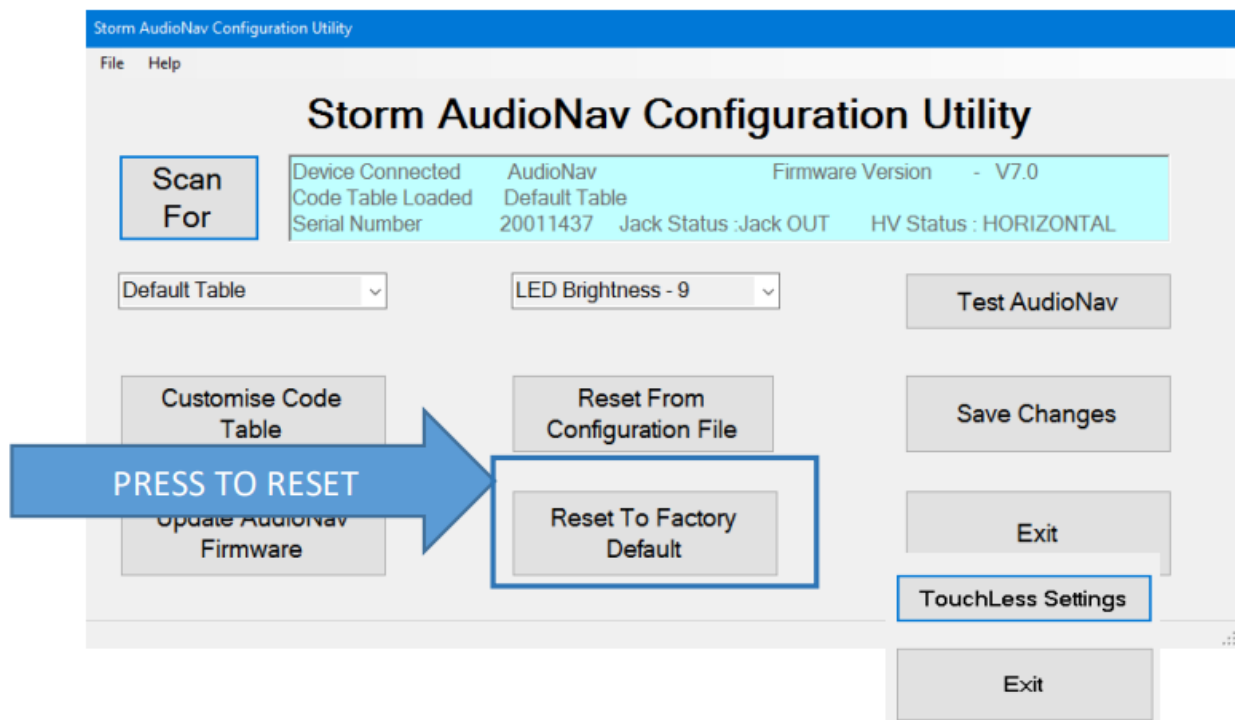 Storm AudioNav Configuration Utility
File Help
Storm AudioNav Configuration Utility
Scan
For
Device Connected AudioNav Firmware Version - V7.0
Code Table Loaded Default Table
Serial Number 20011437 Jack Status :Jack OUT HV Status : HORIZONTAL
Default Table
LED Brightness - 9
Test AudioNav
Customise Code
Table
Reset From
Configuration File
Save Changes
PRESS TO RESET
Update AudioNav
Firmware
Reset To Factory
Default
Exit
TouchLess Settings
Exit